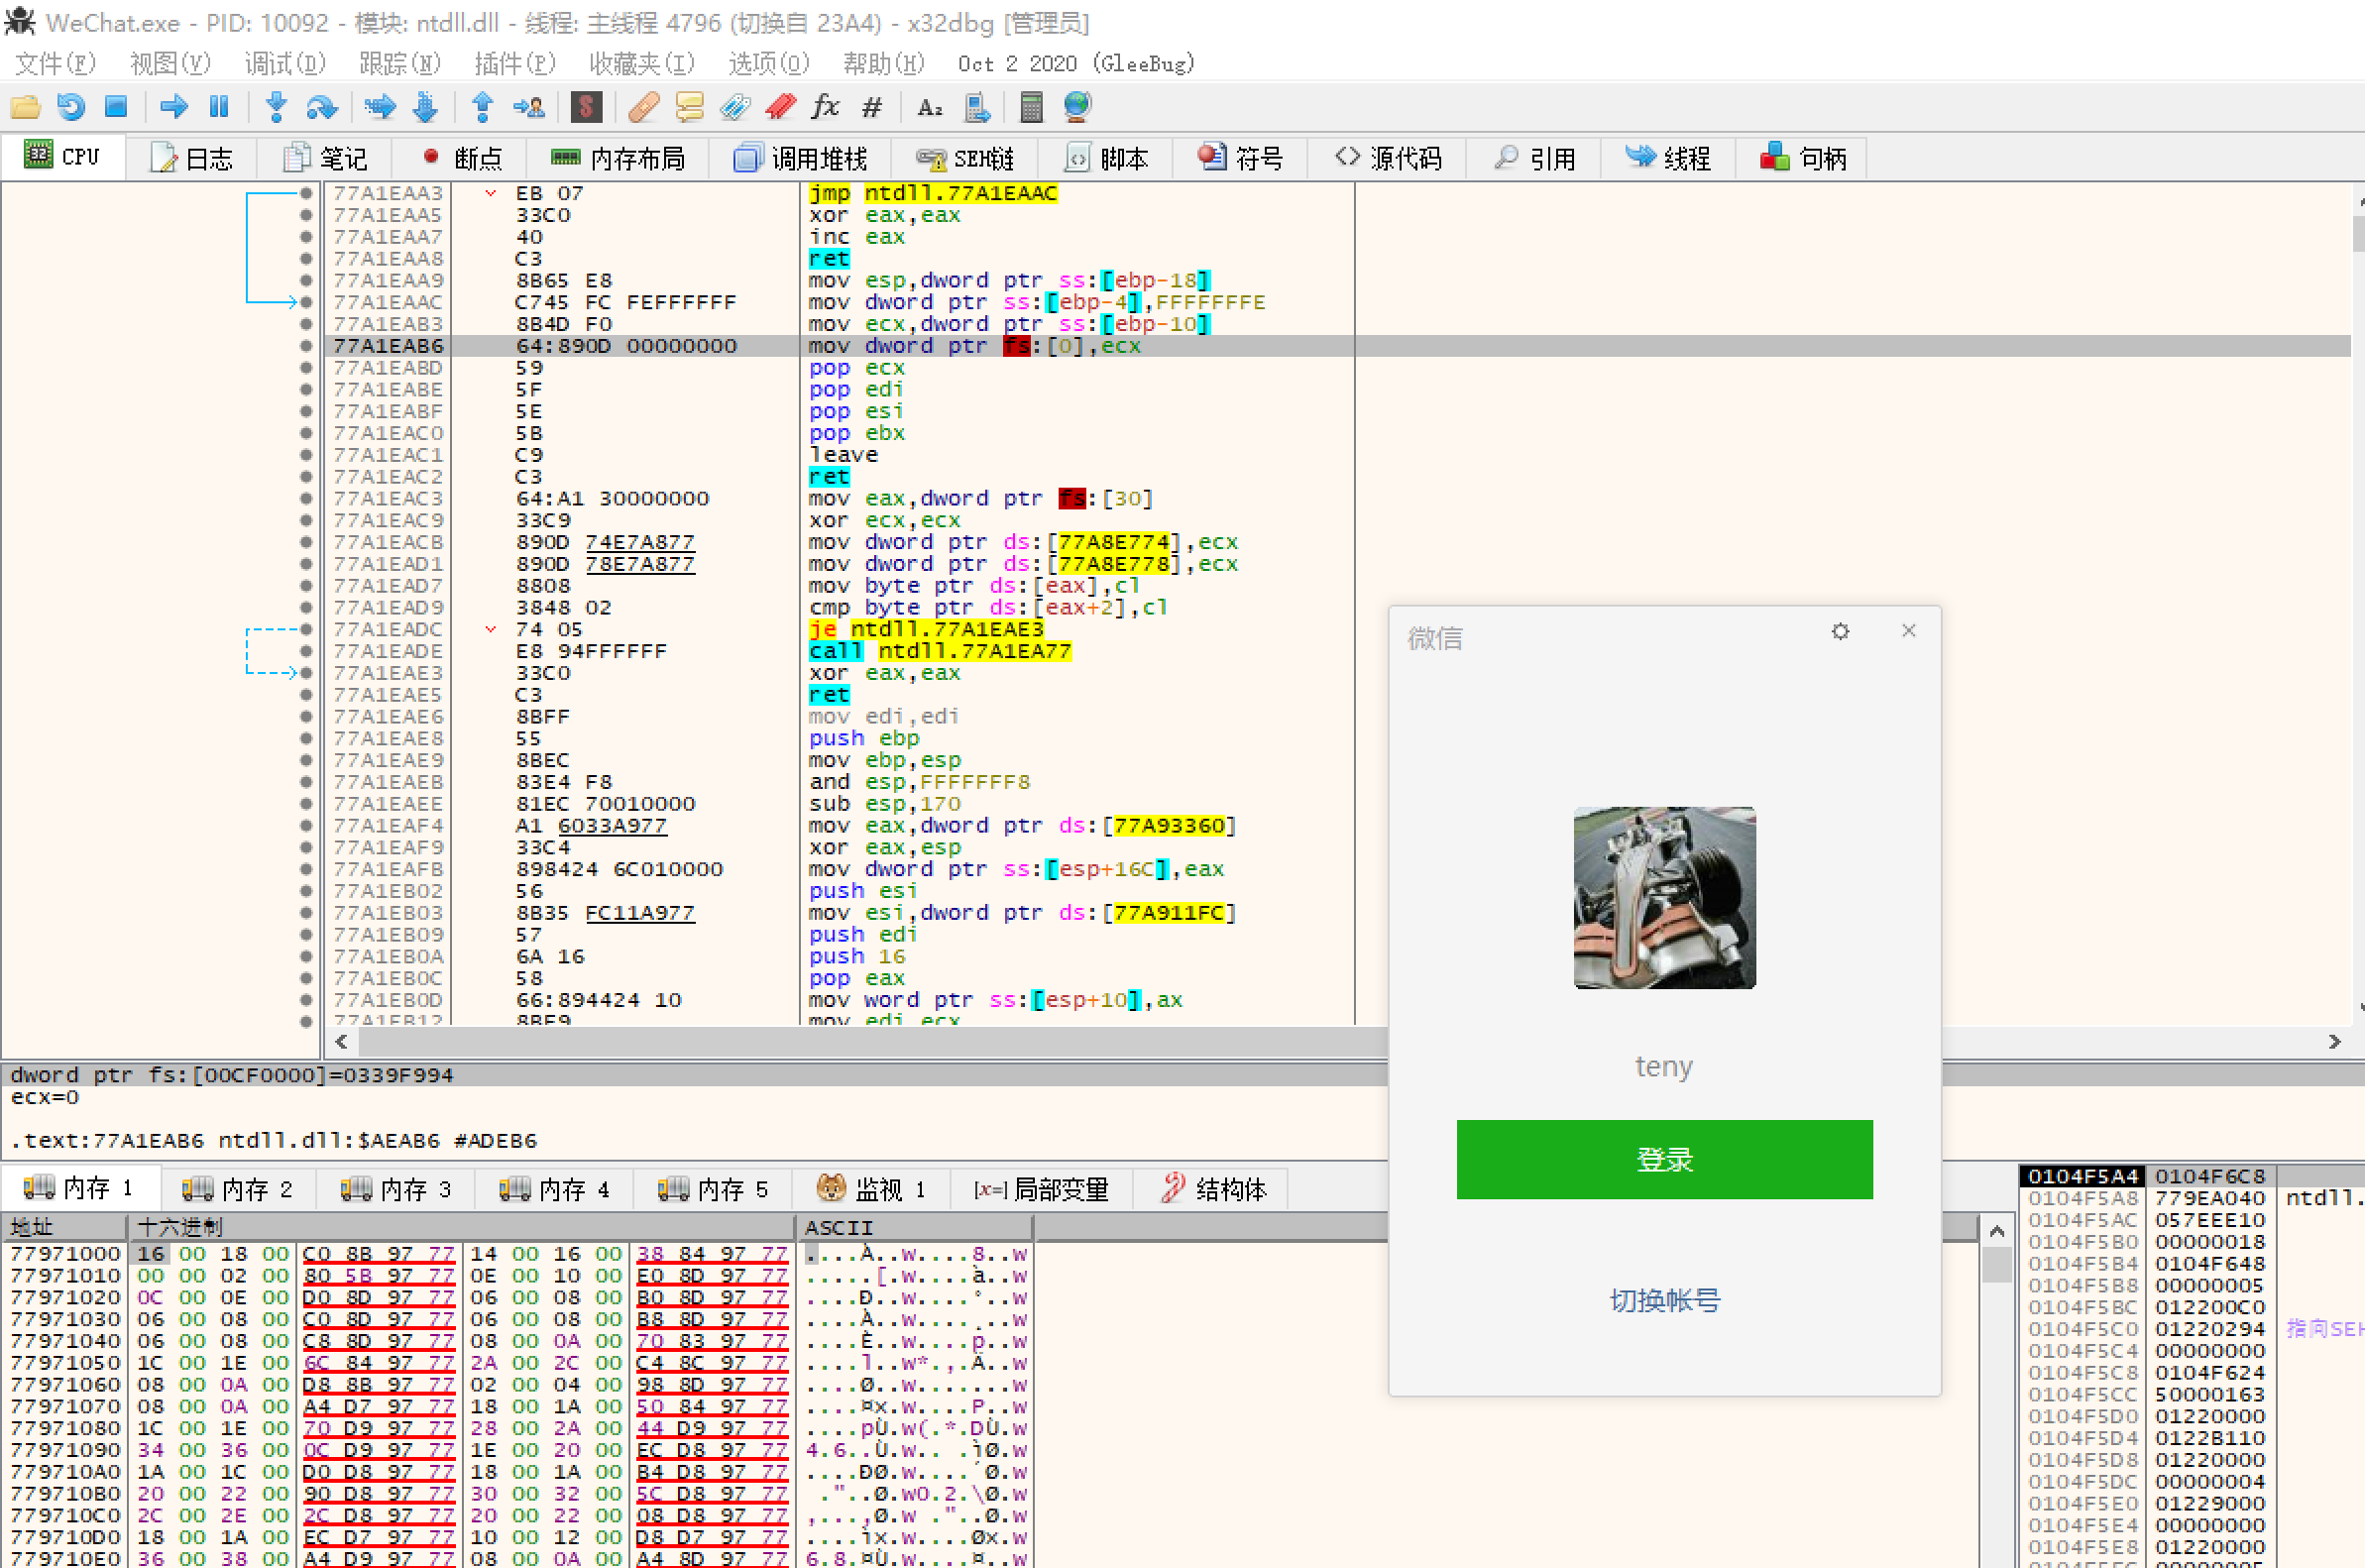 WeChat.exe - PID: 10092 - 模块: ntdll.dll - 线程: 主线程 4796 (切换自 23A4) - x32dbg [管理员]
文件(F) 视图(V) 调试(D) 跟踪(N) 插件(P) 收藏夹(I) 选项(O) 帮助(H) Oct 2 2020 (GleeBug)
CPU 日志 笔记 断点 内存布局 调用堆栈 SEH链 脚本 符号 源代码 引用 线程 句柄
77A1EAA3 EB 07 jmp ntdll.77A1EAAC
77A1EAA5 33C0 xor eax,eax
77A1EAA7 40 inc eax
77A1EAA8 C3 ret
77A1EAA9 8B65 E8 mov esp,dword ptr ss:[ebp-18]
77A1EAAC C745 FC FEFFFFFF mov dword ptr ss:[ebp-4],FFFFFFFE
77A1EAB3 8B4D F0 mov ecx,dword ptr ss:[ebp-10]
77A1EAB6 64:890D 00000000 mov dword ptr fs:[0],ecx
77A1EABD 59 pop ecx
77A1EABE 5F pop edi
77A1EABF 5E pop esi
77A1EAC0 5B pop ebx
77A1EAC1 C9 leave
77A1EAC2 C3 ret
77A1EAC3 64:A1 30000000 mov eax,dword ptr fs:[30]
77A1EAC9 33C9 xor ecx,ecx
77A1EACB 890D 74E7A877 mov dword ptr ds:[77A8E774],ecx
77A1EAD1 890D 78E7A877 mov dword ptr ds:[77A8E778],ecx
77A1EAD7 8808 mov byte ptr ds:[eax],cl
77A1EAD9 3848 02 cmp byte ptr ds:[eax+2],cl
77A1EADC 74 05 je ntdll.77A1EAE3
77A1EADE E8 94FFFFFF call ntdll.77A1EA77
77A1EAE3 33C0 xor eax,eax
77A1EAE5 C3 ret
77A1EAE6 8BFF mov edi,edi
77A1EAE8 55 push ebp
77A1EAE9 8BEC mov ebp,esp
77A1EAEB 83E4 F8 and esp,FFFFFFF8
77A1EAEE 81EC 70010000 sub esp,170
77A1EAF4 A1 6033A977 mov eax,dword ptr ds:[77A93360]
77A1EAF9 33C4 xor eax,esp
77A1EAFB 898424 6C010000 mov dword ptr ss:[esp+16C],eax
77A1EB02 56 push esi
77A1EB03 8B35 FC11A977 mov esi,dword ptr ds:[77A911FC]
77A1EB09 57 push edi
77A1EB0A 6A 16 push 16
77A1EB0C 58 pop eax
77A1EB0D 66:894424 10 mov word ptr ss:[esp+10],ax
77A1EB12 8BF9 mov edi,ecx
微信
teny
登录
切换帐号
dword ptr fs:[00CF0000]=0339F994
ecx=0
.text:77A1EAB6 ntdll.dll:$AEAB6 #ADEB6
内存 1 内存 2 内存 3 内存 4 内存 5 监视 1 [x=]局部变量 结构体
地址 十六进制 ASCII
77971000 16 00 18 00 C0 8B 97 77 14 00 16 00 38 84 97 77 ....À..w....8..w
77971010 00 00 02 00 80 5B 97 77 0E 00 10 00 E0 8D 97 77 .....[.w....à..w
77971020 0C 00 0E 00 D0 8D 97 77 06 00 08 00 B0 8D 97 77 ....Ð..w....°..w
77971030 06 00 08 00 C0 8D 97 77 06 00 08 00 B8 8D 97 77 ....À..w....¸..w
77971040 06 00 08 00 C8 8D 97 77 08 00 0A 00 70 83 97 77 ....È..w....p..w
77971050 1C 00 1E 00 6C 84 97 77 2A 00 2C 00 C4 8C 97 77 ....l..w*.,.Ä..w
77971060 08 00 0A 00 D8 8B 97 77 02 00 04 00 98 8D 97 77 ....Ø..w.......w
77971070 08 00 0A 00 A4 D7 97 77 18 00 1A 00 50 84 97 77 ....¤×.w....P..w
77971080 1C 00 1E 00 70 D9 97 77 28 00 2A 00 44 D9 97 77 ....pÙ.w(.*.DÙ.w
77971090 34 00 36 00 0C D9 97 77 1E 00 20 00 EC D8 97 77 4.6..Ù.w.. .ìØ.w
779710A0 1A 00 1C 00 D0 D8 97 77 18 00 1A 00 B4 D8 97 77 ....ÐØ.w....´Ø.w
779710B0 20 00 22 00 90 D8 97 77 30 00 32 00 5C D8 97 77 ."..Ø.w0.2.\Ø.w
779710C0 2C 00 2E 00 2C D8 97 77 20 00 22 00 08 D8 97 77 ,...,Ø.w ."..Ø.w
779710D0 18 00 1A 00 EC D7 97 77 10 00 12 00 D8 D7 97 77 ....ì×.w....Ø×.w
779710E0 36 00 38 00 A4 D9 97 77 08 00 0A 00 A4 8D 97 77 6.8.¤Ù.w....¤..w
0104F5A4 0104F6C8
0104F5A8 779EA040 ntdll.
0104F5AC 057EEE10
0104F5B0 00000018
0104F5B4 0104F648
0104F5B8 00000005
0104F5BC 012200C0
0104F5C0 01220294 指向SEH
0104F5C4 00000000
0104F5C8 0104F624
0104F5CC 50000163
0104F5D0 01220000
0104F5D4 0122B110
0104F5D8 01220000
0104F5DC 00000004
0104F5E0 01229000
0104F5E4 00000000
0104F5E8 01220000